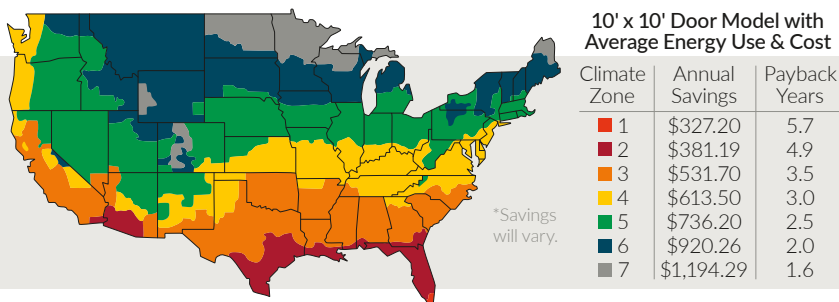 10' x 10' Door Model with
Average Energy Use & Cost
Climate Zone | Annual Savings | Payback Years
1 | $327.20 | 5.7
2 | $381.19 | 4.9
3 | $531.70 | 3.5
4 | $613.50 | 3.0
5 | $736.20 | 2.5
6 | $920.26 | 2.0
7 | $1,194.29 | 1.6
*Savings
will vary.